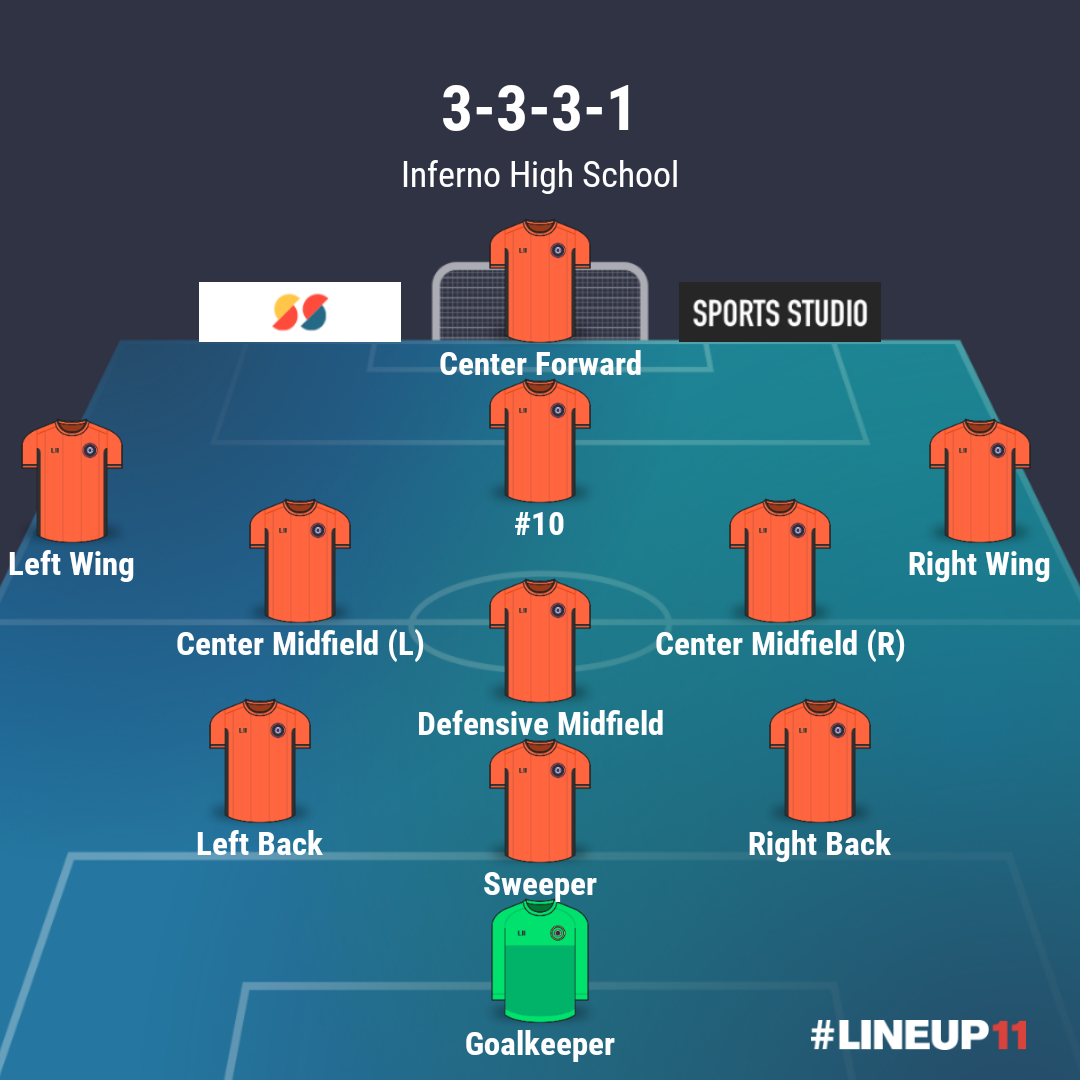 3-3-3-1
Inferno High School
SPORTS STUDIO
Center Forward
#10
Left Wing
Right Wing
Center Midfield (L)
Center Midfield (R)
Defensive Midfield
Left Back
Right Back
Sweeper
Goalkeeper
#LINEUP11